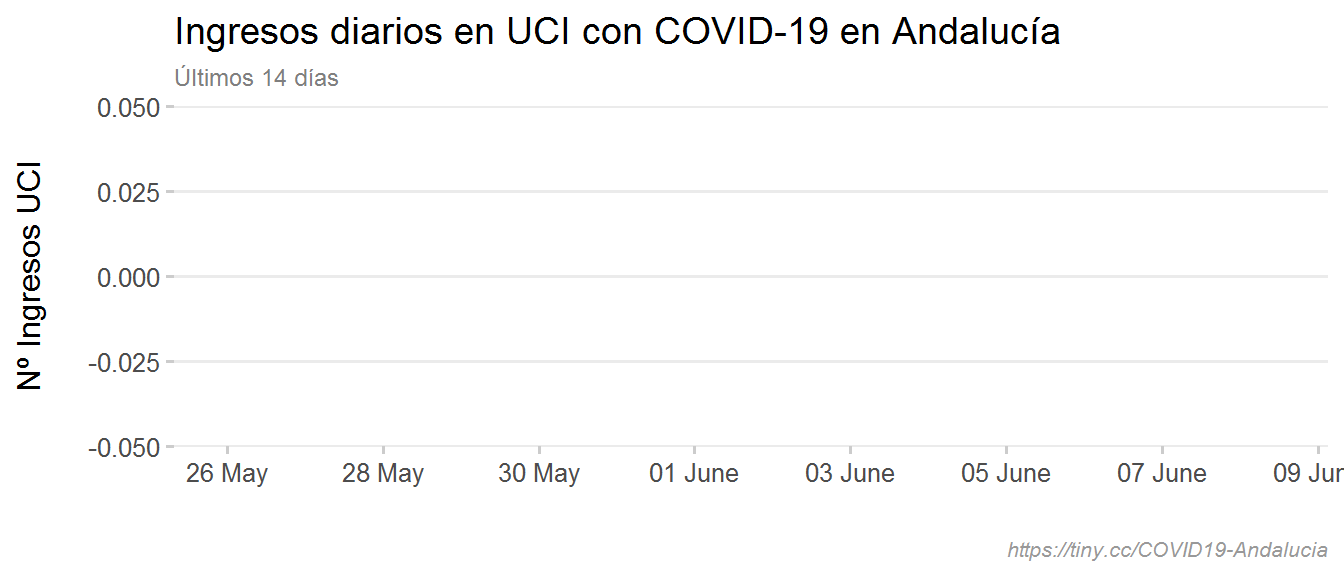 Ingresos diarios en UCI con COVID-19 en Andalucía
Últimos 14 días
Nº Ingresos UCI
0.050
0.025
0.000
-0.025
-0.050
26 May 28 May 30 May 01 June 03 June 05 June 07 June 09 Jun
https://tiny.cc/COVID19-Andalucia